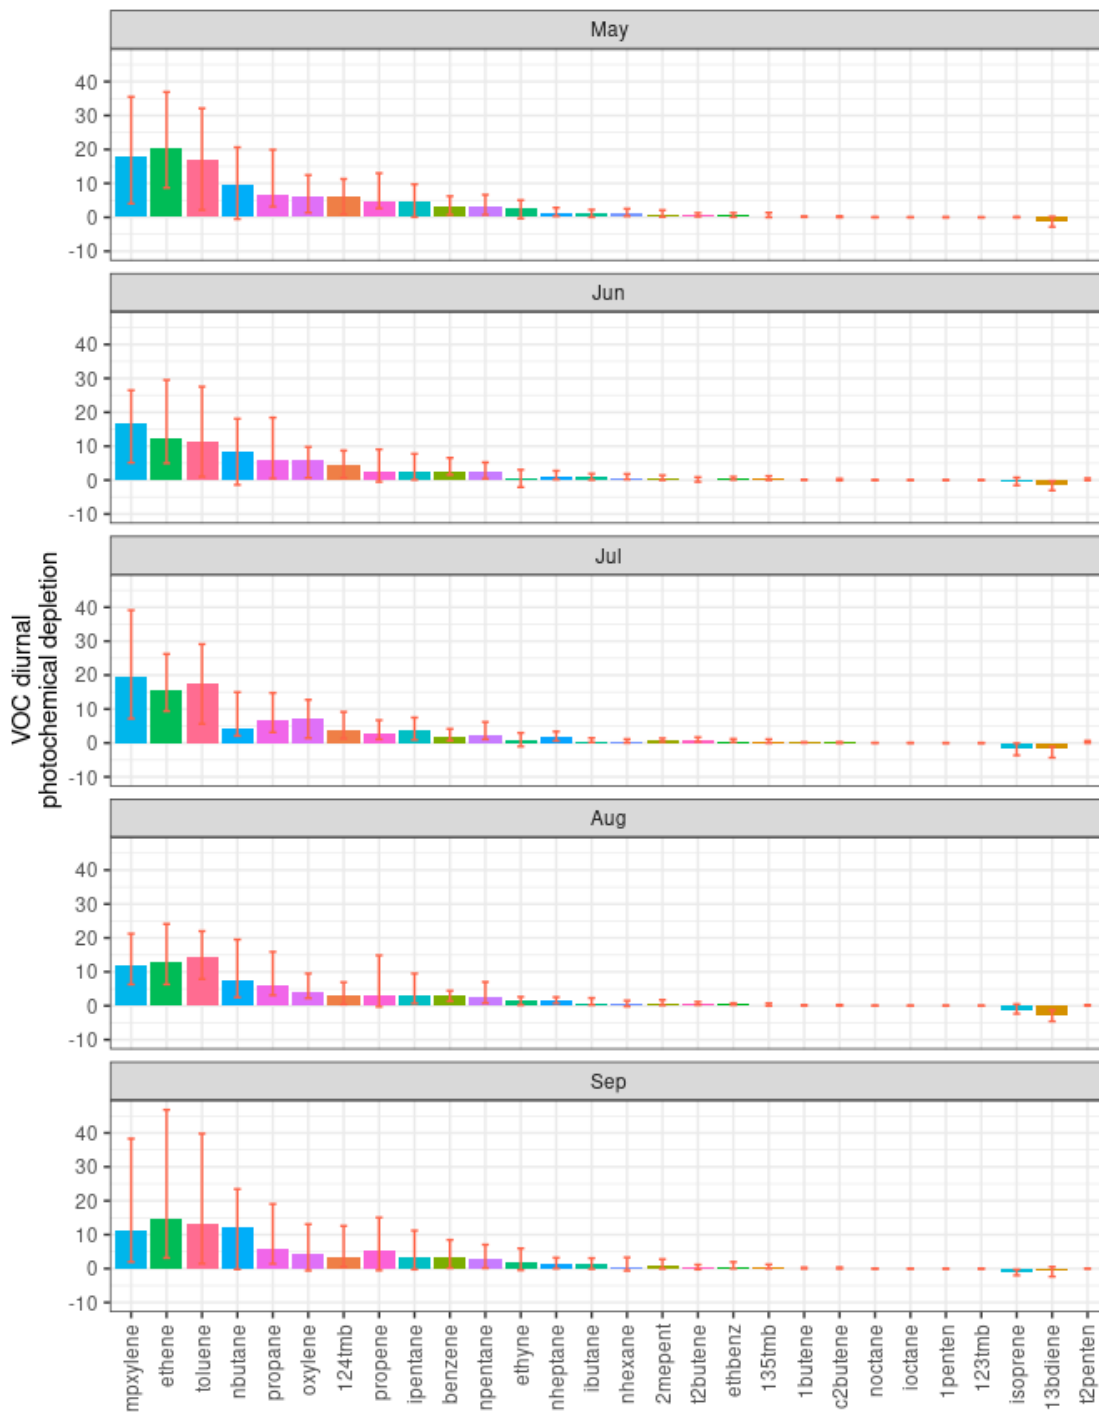 May
40
30
20
10
0
-10
Jun
40
30
20
10
0
-10
Jul
40
30
20
10
0
-10
Aug
40
30
20
10
0
-10
Sep
40
30
20
10
0
-10
VOC diurnal
photochemical depletion
mpxylene
ethene
toluene
nbutane
propane
oxylene
124tmb
propene
ipentane
benzene
npentane
ethyne
nheptane
ibutane
nhexane
2mepent
t2butene
ethbenz
135tmb
1butene
c2butene
noctane
ioctane
1penten
123tmb
isoprene
13bdiene
t2penten